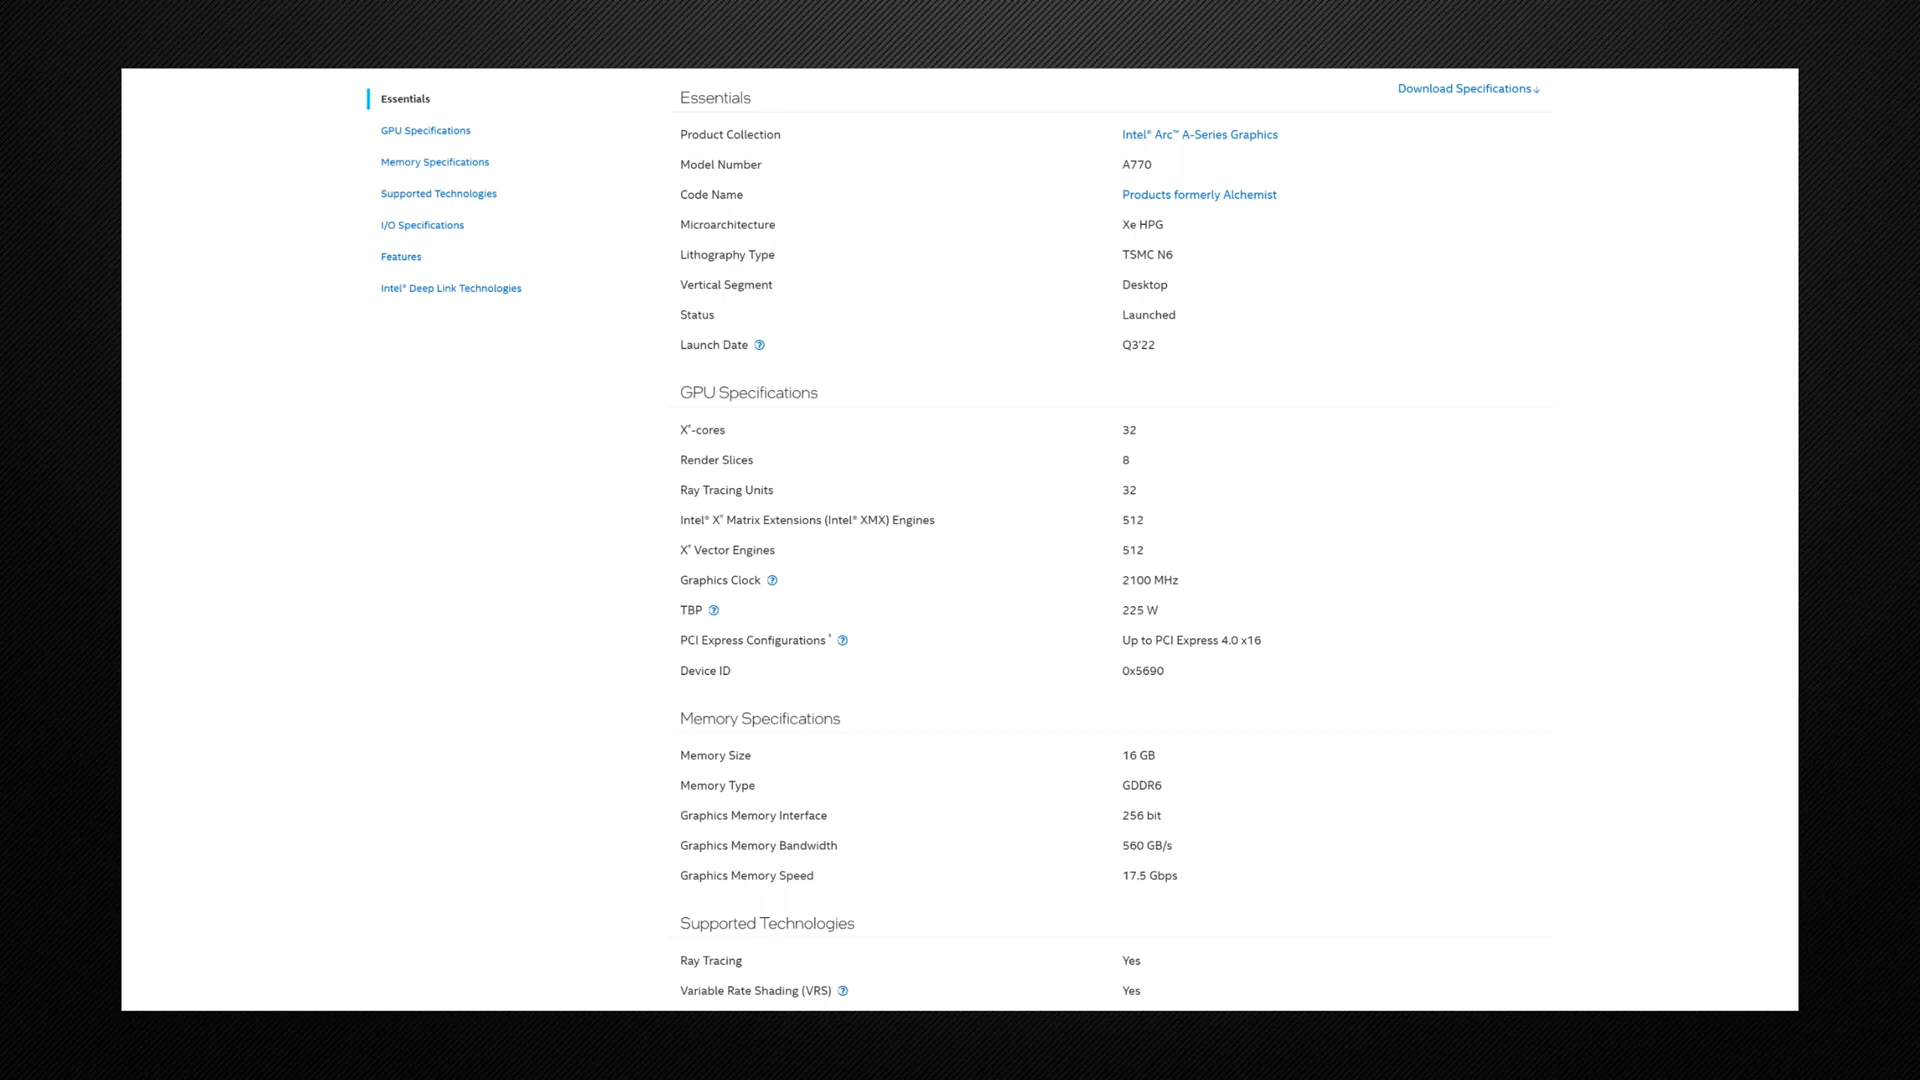 Essentials
GPU Specifications
Memory Specifications
Supported Technologies
I/O Specifications
Features
Intel® Deep Link Technologies
Download Specifications↓
Essentials
Product Collection Intel® Arc™ A-Series Graphics
Model Number A770
Code Name Products formerly Alchemist
Microarchitecture Xe HPG
Lithography Type TSMC N6
Vertical Segment Desktop
Status Launched
Launch Date ? Q3'22
GPU Specifications
Xᵉ-cores 32
Render Slices 8
Ray Tracing Units 32
Intel® Xᵉ Matrix Extensions (Intel® XMX) Engines 512
Xᵉ Vector Engines 512
Graphics Clock ? 2100 MHz
TBP ? 225 W
PCI Express Configurations ‡ ? Up to PCI Express 4.0 x16
Device ID 0x5690
Memory Specifications
Memory Size 16 GB
Memory Type GDDR6
Graphics Memory Interface 256 bit
Graphics Memory Bandwidth 560 GB/s
Graphics Memory Speed 17.5 Gbps
Supported Technologies
Ray Tracing Yes
Variable Rate Shading (VRS) ? Yes